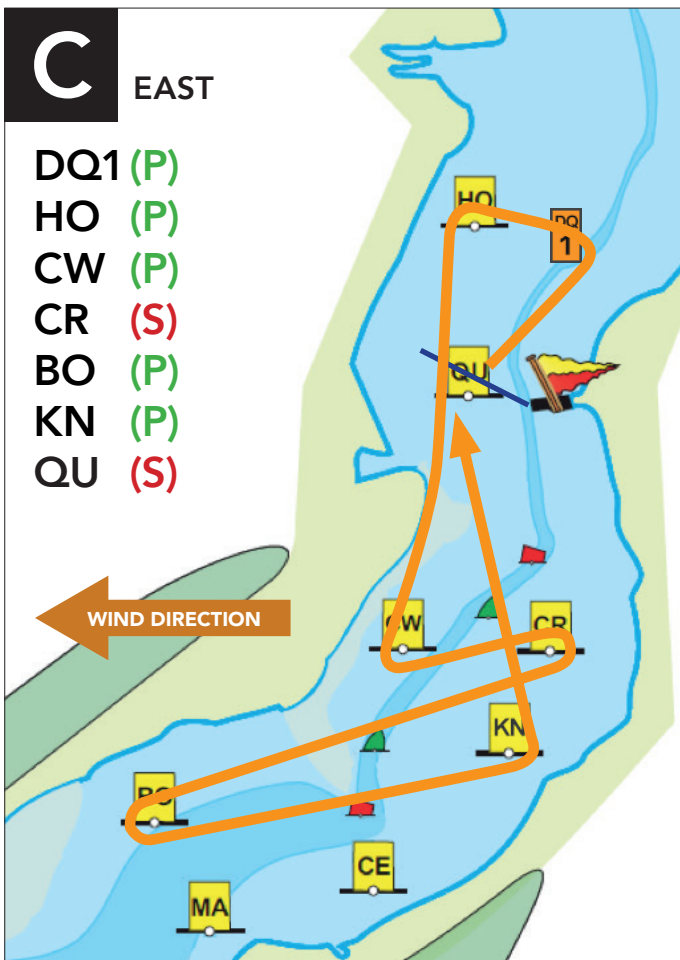 C
EAST
DQ1 (P)
HO (P)
CW (P)
CR (S)
BO (P)
KN (P)
QU (S)
HO
DQ
1
QU
WIND DIRECTION
CW
CR
KN
BO
CE
MA